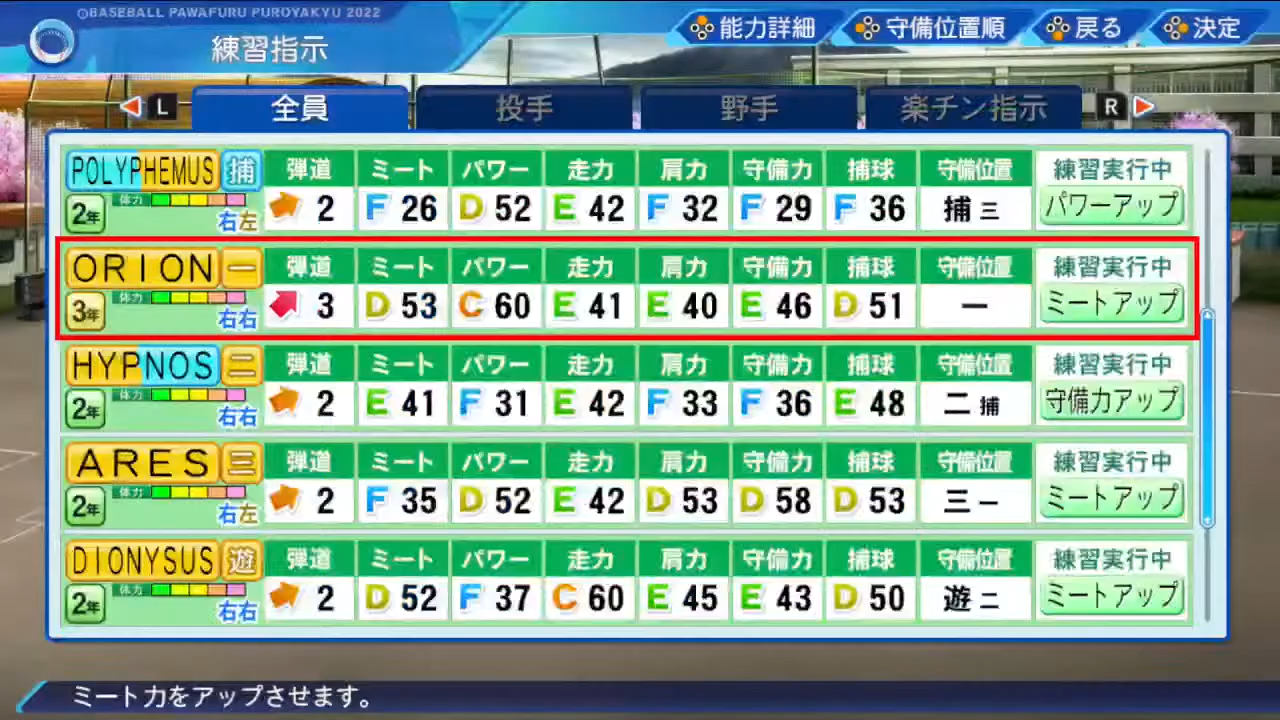 ©BASEBALL PAWAFURU PUROYAKYU 2022
練習指示
能力詳細 守備位置順 戻る 決定
L 全員 投手 野手 楽チン指示 R
POLYPHEMUS 捕 弾道 ミート パワー 走力 肩力 守備力 捕球 守備位置 練習実行中
2年 体力 右左 2 F 26 D 52 E 42 F 32 F 29 F 36 捕 三 パワーアップ
ORION 一 弾道 ミート パワー 走力 肩力 守備力 捕球 守備位置 練習実行中
3年 体力 右右 3 D 53 C 60 E 41 E 40 E 46 D 51 一 ミートアップ
HYPNOS 二 弾道 ミート パワー 走力 肩力 守備力 捕球 守備位置 練習実行中
2年 体力 右右 2 E 41 F 31 E 42 F 33 F 36 E 48 二 捕 守備力アップ
ARES 三 弾道 ミート パワー 走力 肩力 守備力 捕球 守備位置 練習実行中
2年 体力 右左 2 F 35 D 52 E 42 D 53 D 58 D 53 三 一 ミートアップ
DIONYSUS 遊 弾道 ミート パワー 走力 肩力 守備力 捕球 守備位置 練習実行中
2年 体力 右右 2 D 52 F 37 C 60 E 45 E 43 D 50 遊 二 ミートアップ
ミート力をアップさせます。